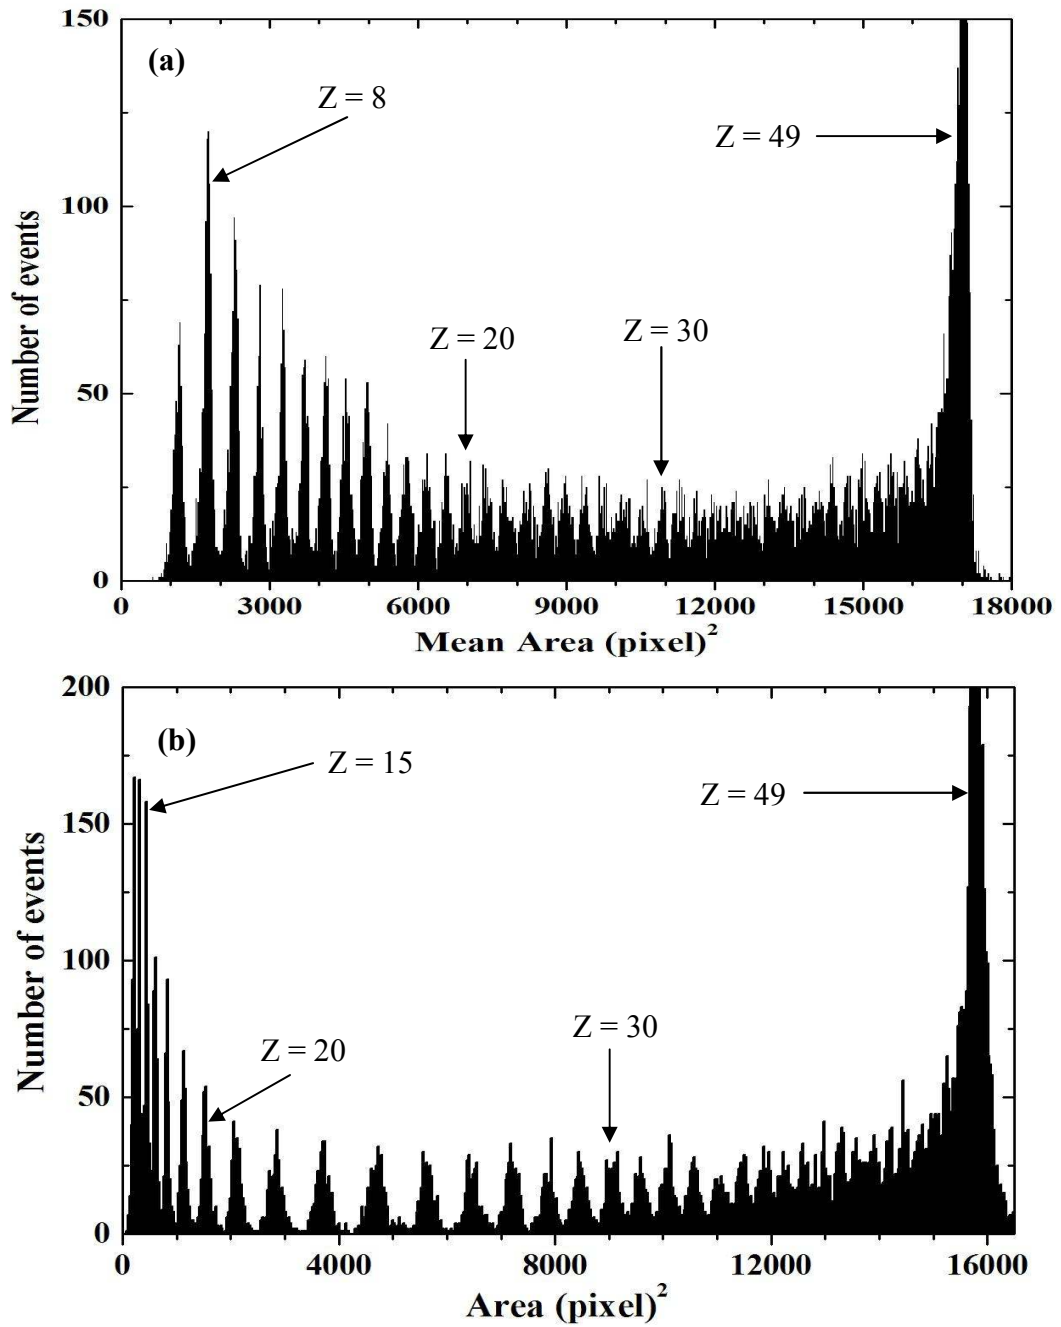 150
(a)
Z = 8
Z = 49
100
Number of events
Z = 20
Z = 30
50
0
0 3000 6000 9000 12000 15000 18000
Mean Area (pixel)²
200
(b)
Z = 15
Z = 49
150
Number of events
100
Z = 30
Z = 20
50
0
0 4000 8000 12000 16000
Area (pixel)²